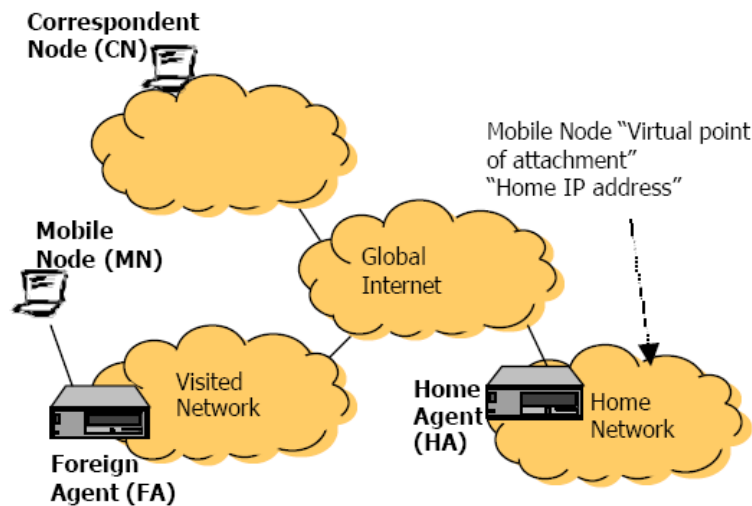 Correspondent
Node (CN)
Mobile Node “Virtual point
of attachment”
“Home IP address”
Mobile
Node (MN)
Global
Internet
Visited
Network
Home
Agent
(HA)
Home
Network
Foreign
Agent (FA)